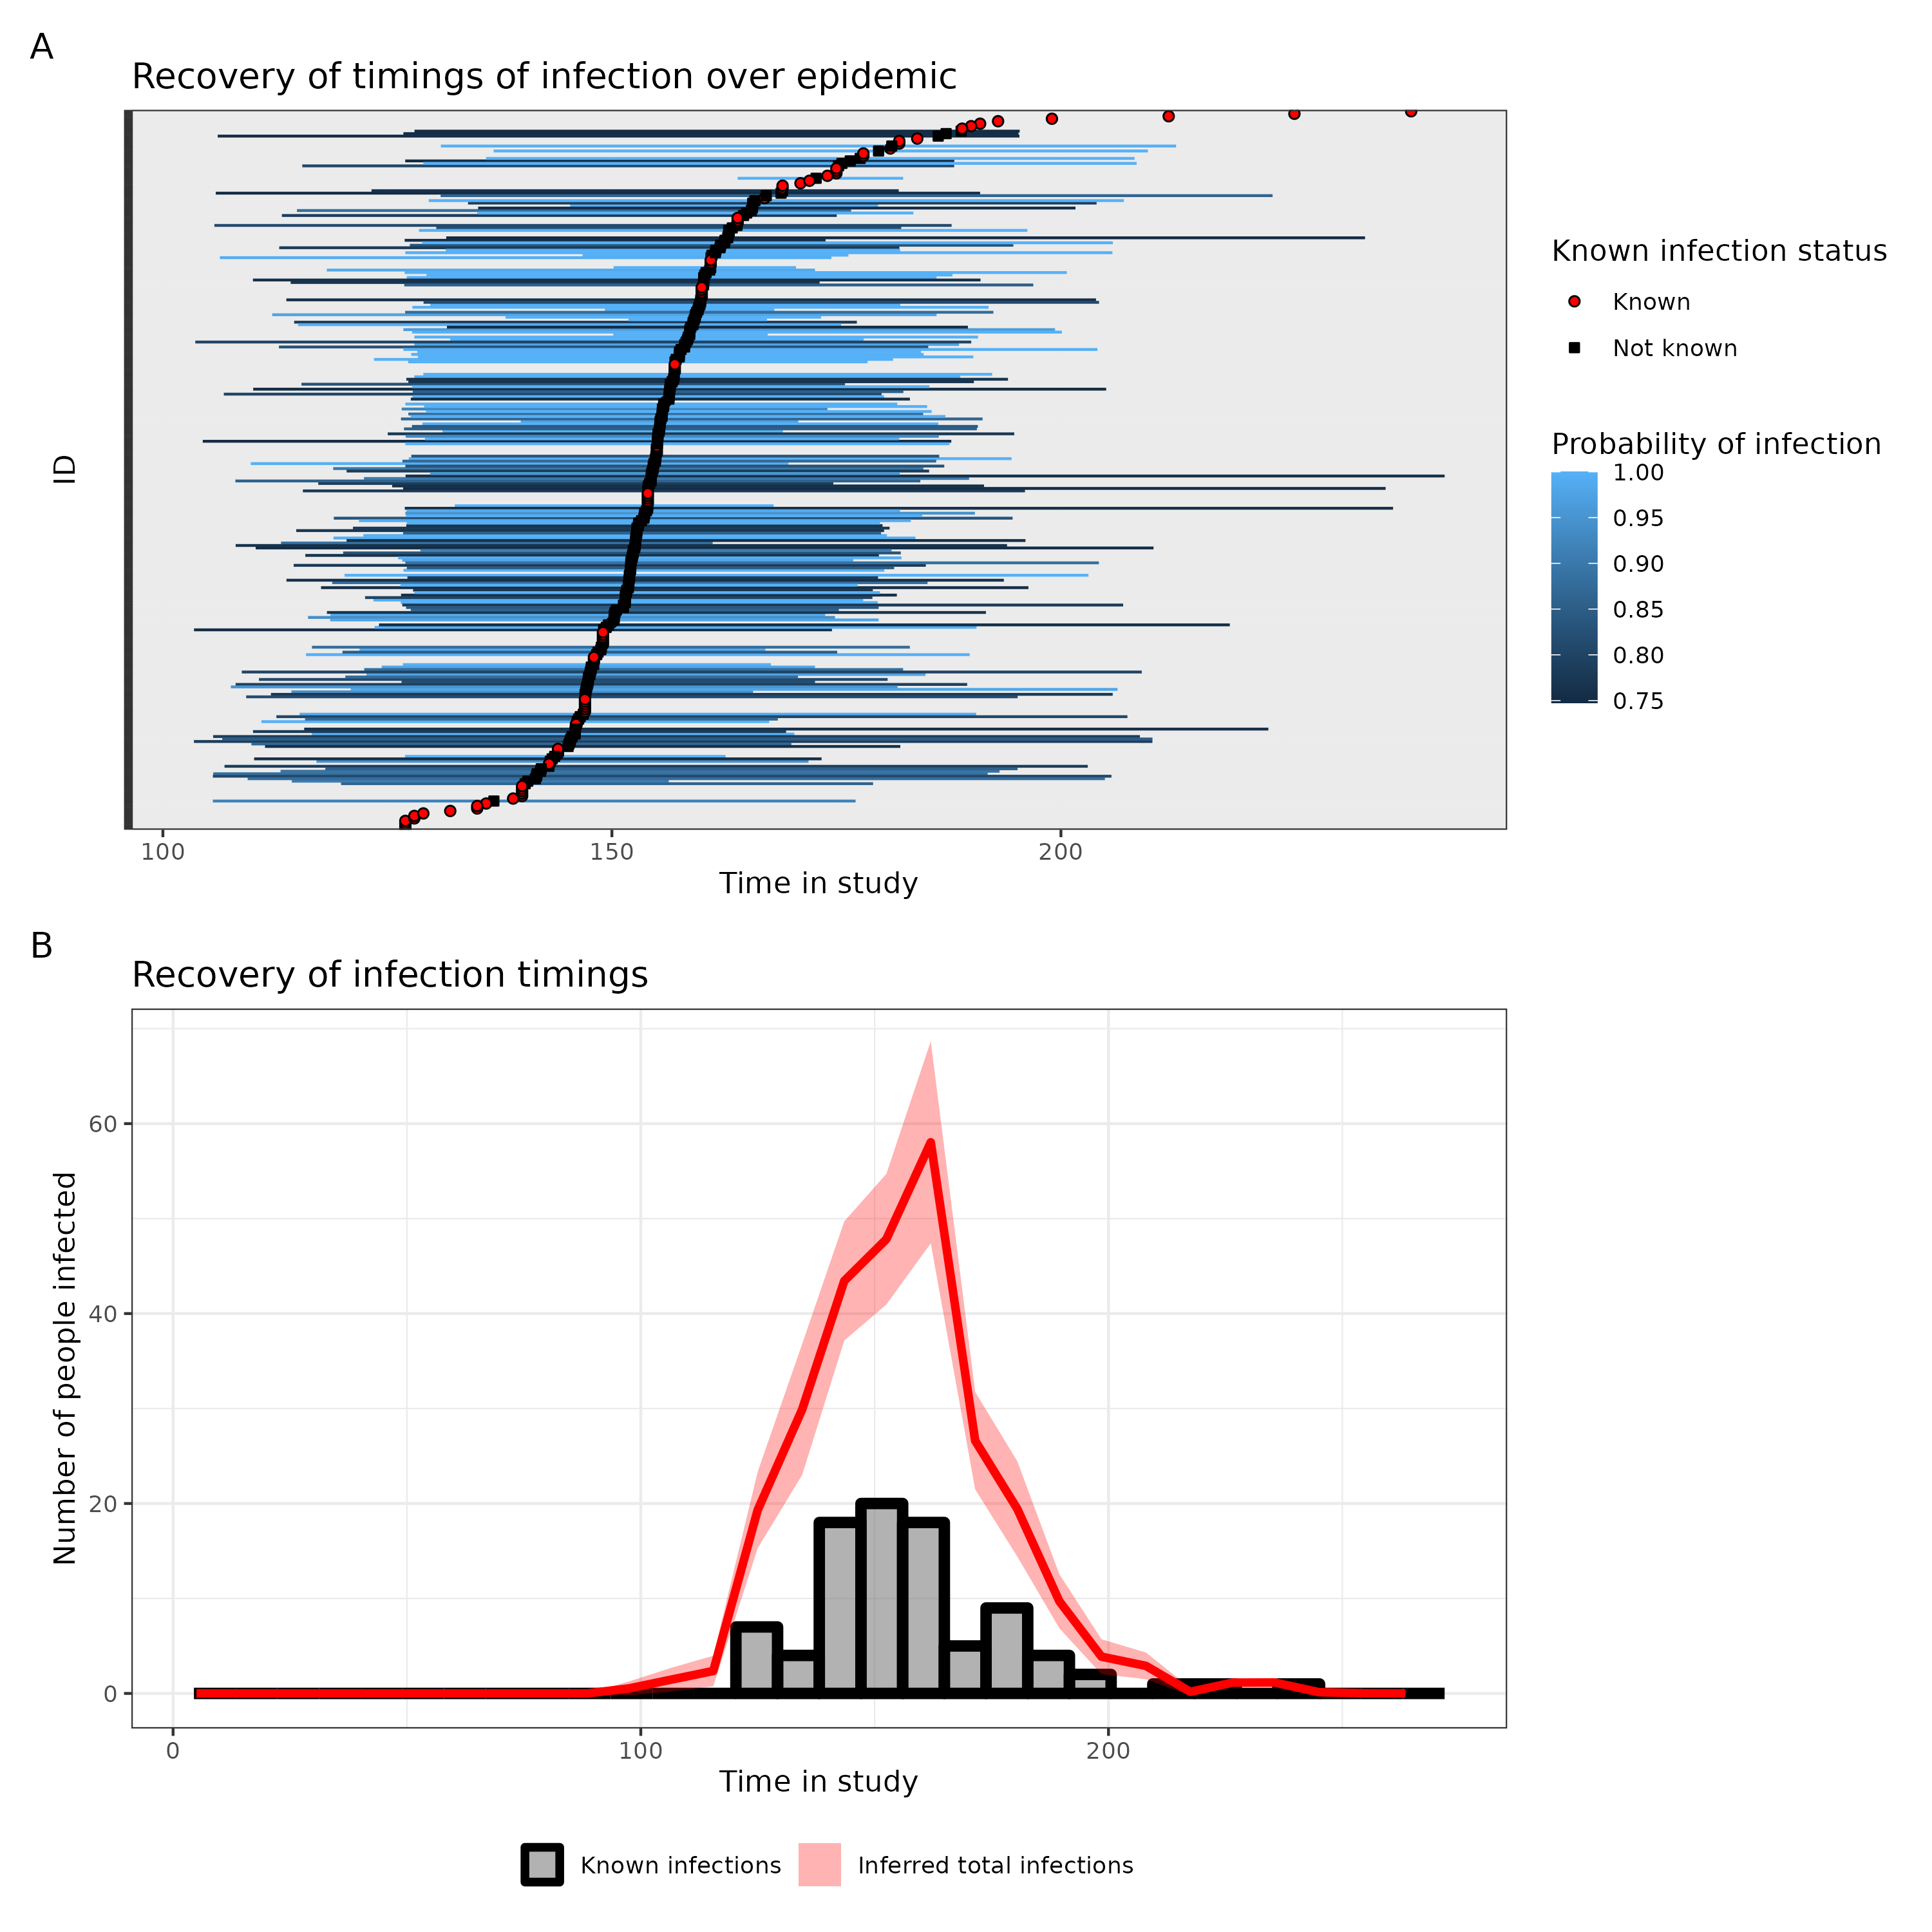 A
Recovery of timings of infection over epidemic
ID
100 150 200
Time in study
Known infection status
Known
Not known
Probability of infection
1.00
0.95
0.90
0.85
0.80
0.75
B
Recovery of infection timings
Number of people infected
60
40
20
0
0 100 200
Time in study
Known infections Inferred total infections